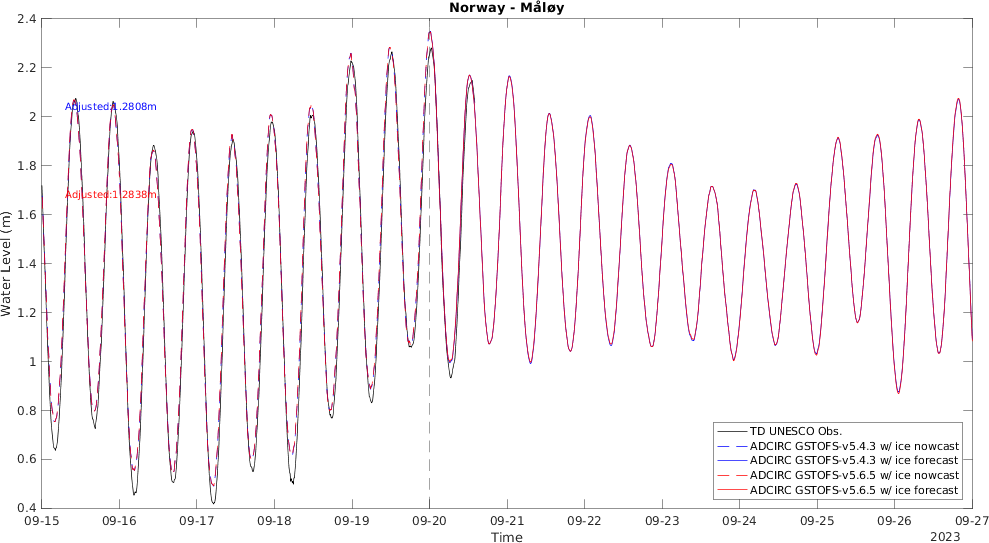 Norway - Måløy
2.4
2.2
2
1.8
1.6
1.4
1.2
1
0.8
0.6
0.4
Water Level (m)
Adjusted:1.2808m
Adjusted:1.2838m
TD UNESCO Obs.
ADCIRC GSTOFS-v5.4.3 w/ ice nowcast
ADCIRC GSTOFS-v5.4.3 w/ ice forecast
ADCIRC GSTOFS-v5.6.5 w/ ice nowcast
ADCIRC GSTOFS-v5.6.5 w/ ice forecast
09-15 09-16 09-17 09-18 09-19 09-20 09-21 09-22 09-23 09-24 09-25 09-26 09-27
Time
2023